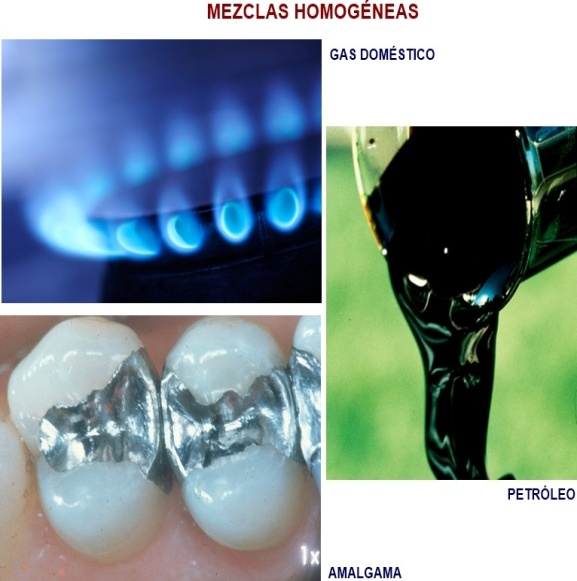 MEZCLAS HOMOGÉNEAS
GAS DOMÉSTICO
PETRÓLEO
1x
AMALGAMA